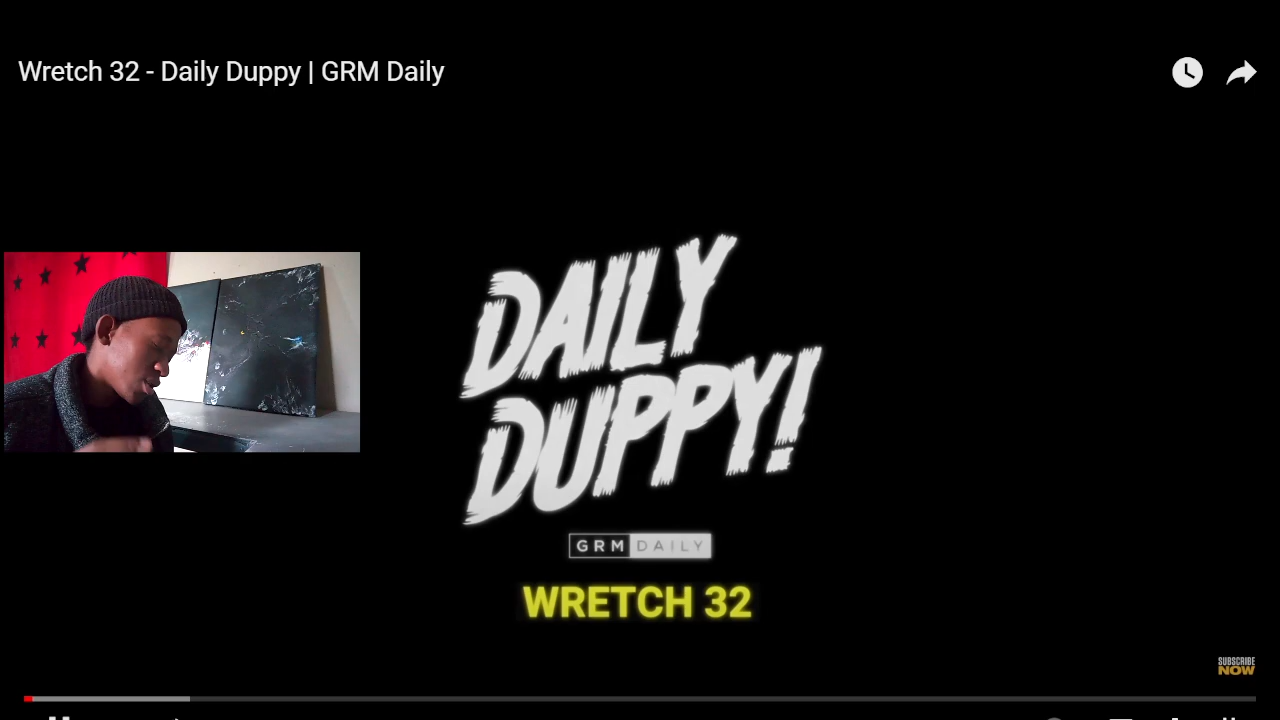 Wretch 32 - Daily Duppy | GRM Daily
DAILY
DUPPY!
GRM DAILY
WRETCH 32
SUBSCRIBE
NOW